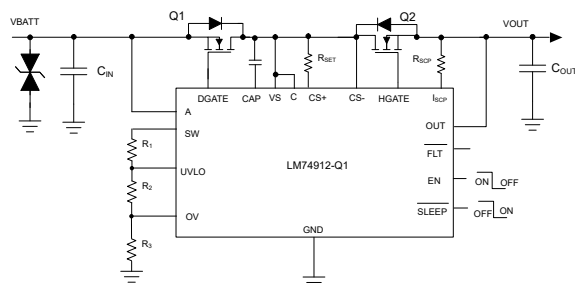 Q1
Q2
VBATT
VOUT
CIN
RSET
RSCP
COUT
DGATE
CAP
VS
C
CS+
CS-
HGATE
ISCP
A
SW
UVLO
OV
R1
R2
R3
LM74912-Q1
GND
OUT
FLT
EN
ON
OFF
SLEEP
OFF
ON